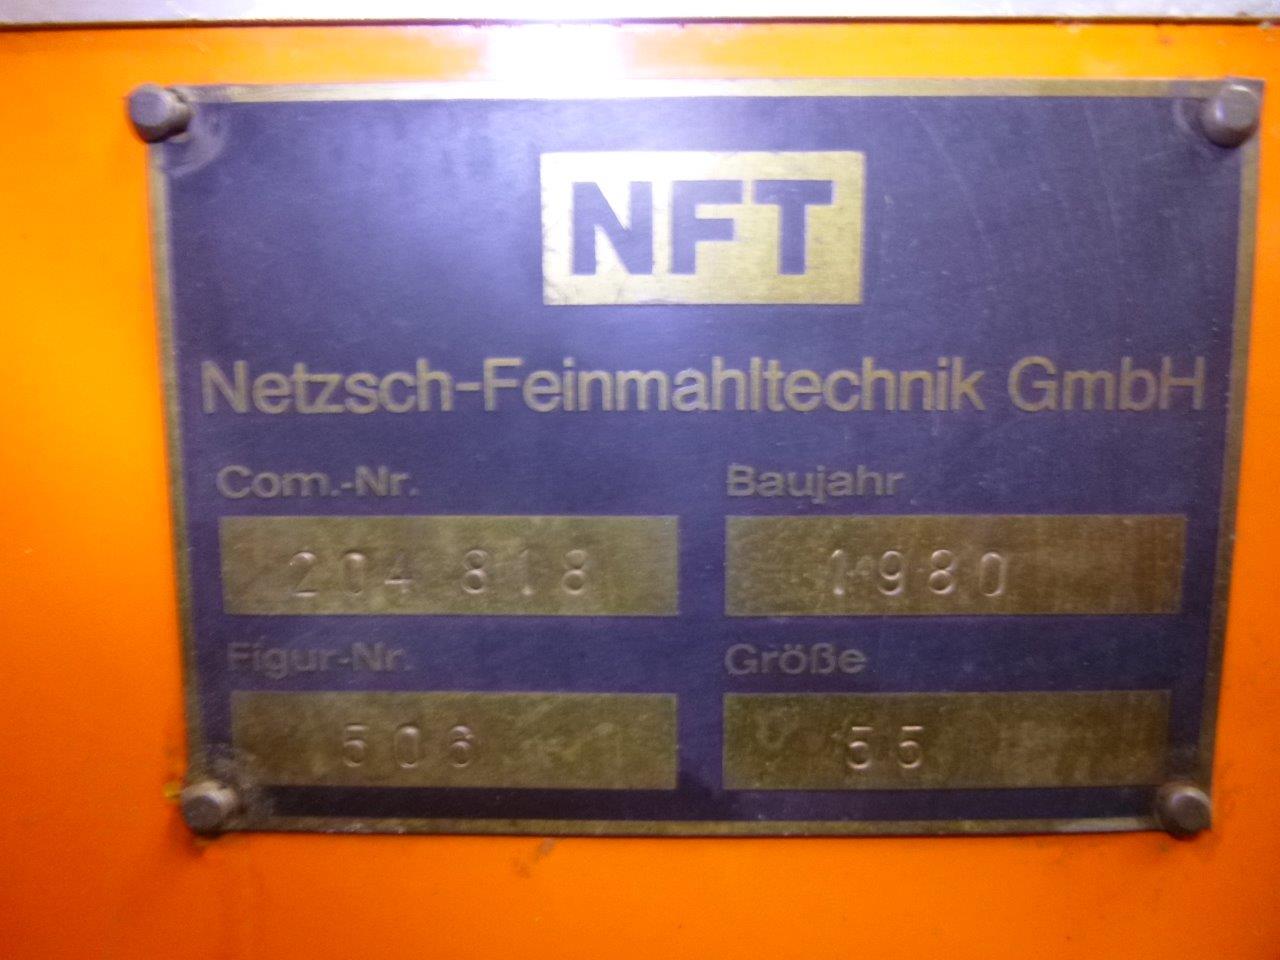 NFT
Netzsch-Feinmahltechnik GmbH
Com.-Nr. Baujahr
204 818 1980
Figur-Nr. Größe
506 55